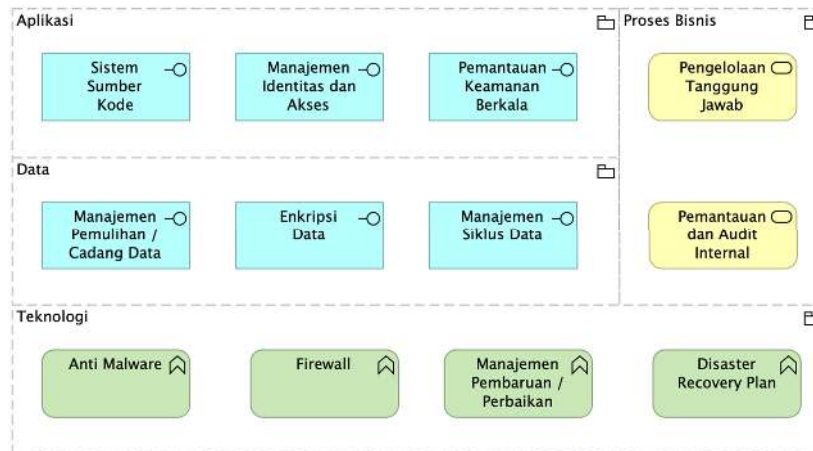 Aplikasi
Sistem
Sumber
Kode
Manajemen
Identitas dan
Akses
Pemantauan
Keamanan
Berkala
Proses Bisnis
Pengelolaan
Tanggung
Jawab
Data
Manajemen
Pemulihan /
Cadang Data
Enkripsi
Data
Manajemen
Siklus Data
Pemantauan
dan Audit
Internal
Teknologi
Anti Malware
Firewall
Manajemen
Pembaruan /
Perbaikan
Disaster
Recovery Plan